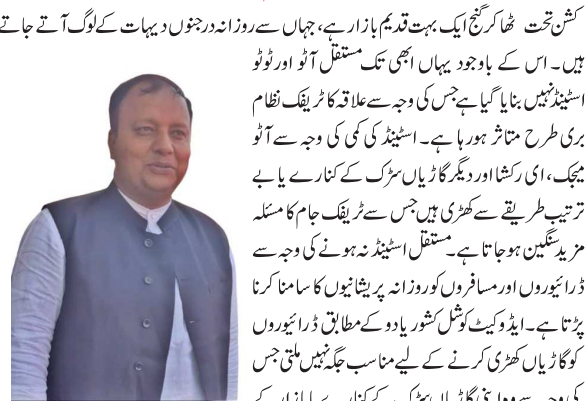 کشن تحت ٹھاکر گنج ایک بہت قدیم بازار ہے، جہاں سے روزانہ درجنوں دیہات کے لوگ آتے جاتے
ہیں۔ اس کے باوجود یہاں ابھی تک مستقل آٹو اور ٹوٹو
اسٹینڈ نہیں بنایا گیا ہے جس کی وجہ سے علاقہ کا ٹریفک نظام
بری طرح متاثر ہو رہا ہے۔ اسٹینڈ کی کمی کی وجہ سے آٹو
میجک، ای رکشا اور دیگر گاڑیاں سڑک کے کنارے یا بے
ترتیب طریقے سے کھڑی ہیں جس سے ٹریفک جام کا مسئلہ
مزید سنگین ہو جاتا ہے۔ مستقل اسٹینڈ نہ ہونے کی وجہ سے
ڈرائیوروں اور مسافروں کو روزانہ پریشانیوں کا سامنا کرنا
پڑتا ہے۔ ایڈوکیٹ کوشل کشور یادو کے مطابق ڈرائیوروں
کو گاڑیاں کھڑی کرنے کے لیے مناسب جگہ نہیں ملتی جس